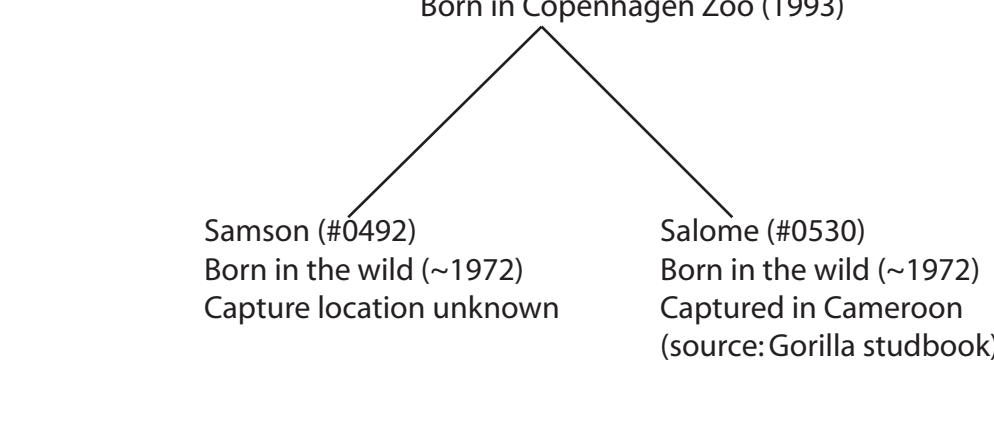 Born in Copenhagen Zoo (1993)
Samson (#0492)
Born in the wild (~1972)
Capture location unknown
Salome (#0530)
Born in the wild (~1972)
Captured in Cameroon
(source: Gorilla studbook)